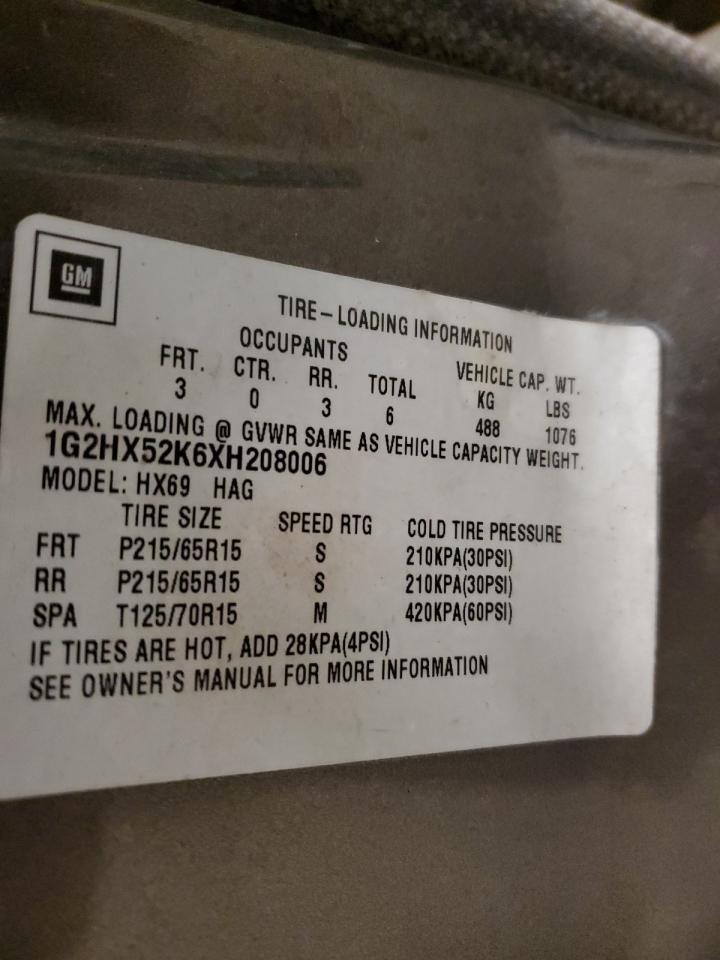 GM
TIRE–LOADING INFORMATION
OCCUPANTS VEHICLE CAP. WT.
FRT. CTR. RR. TOTAL KG LBS
3 0 3 6 488 1076
MAX. LOADING @ GVWR SAME AS VEHICLE CAPACITY WEIGHT.
1G2HX52K6XH208006
MODEL: HX69 HAG
TIRE SIZE SPEED RTG COLD TIRE PRESSURE
FRT P215/65R15 S 210KPA(30PSI)
RR P215/65R15 S 210KPA(30PSI)
SPA T125/70R15 M 420KPA(60PSI)
IF TIRES ARE HOT, ADD 28KPA(4PSI)
SEE OWNER'S MANUAL FOR MORE INFORMATION